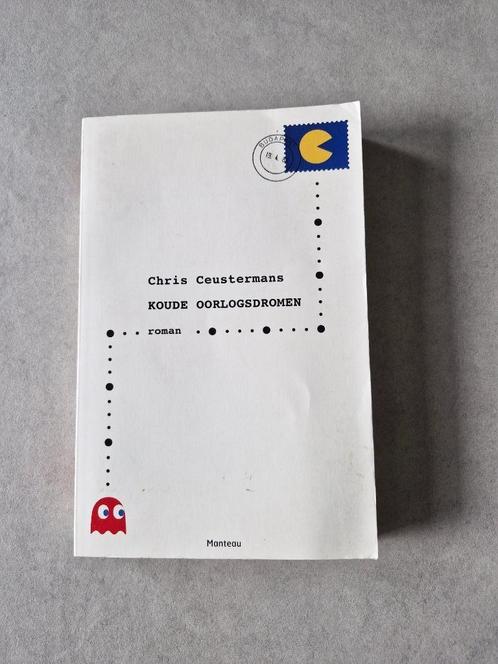 Chris Ceustermans
KOUDE OORLOGSDROMEN
roman
Manteau